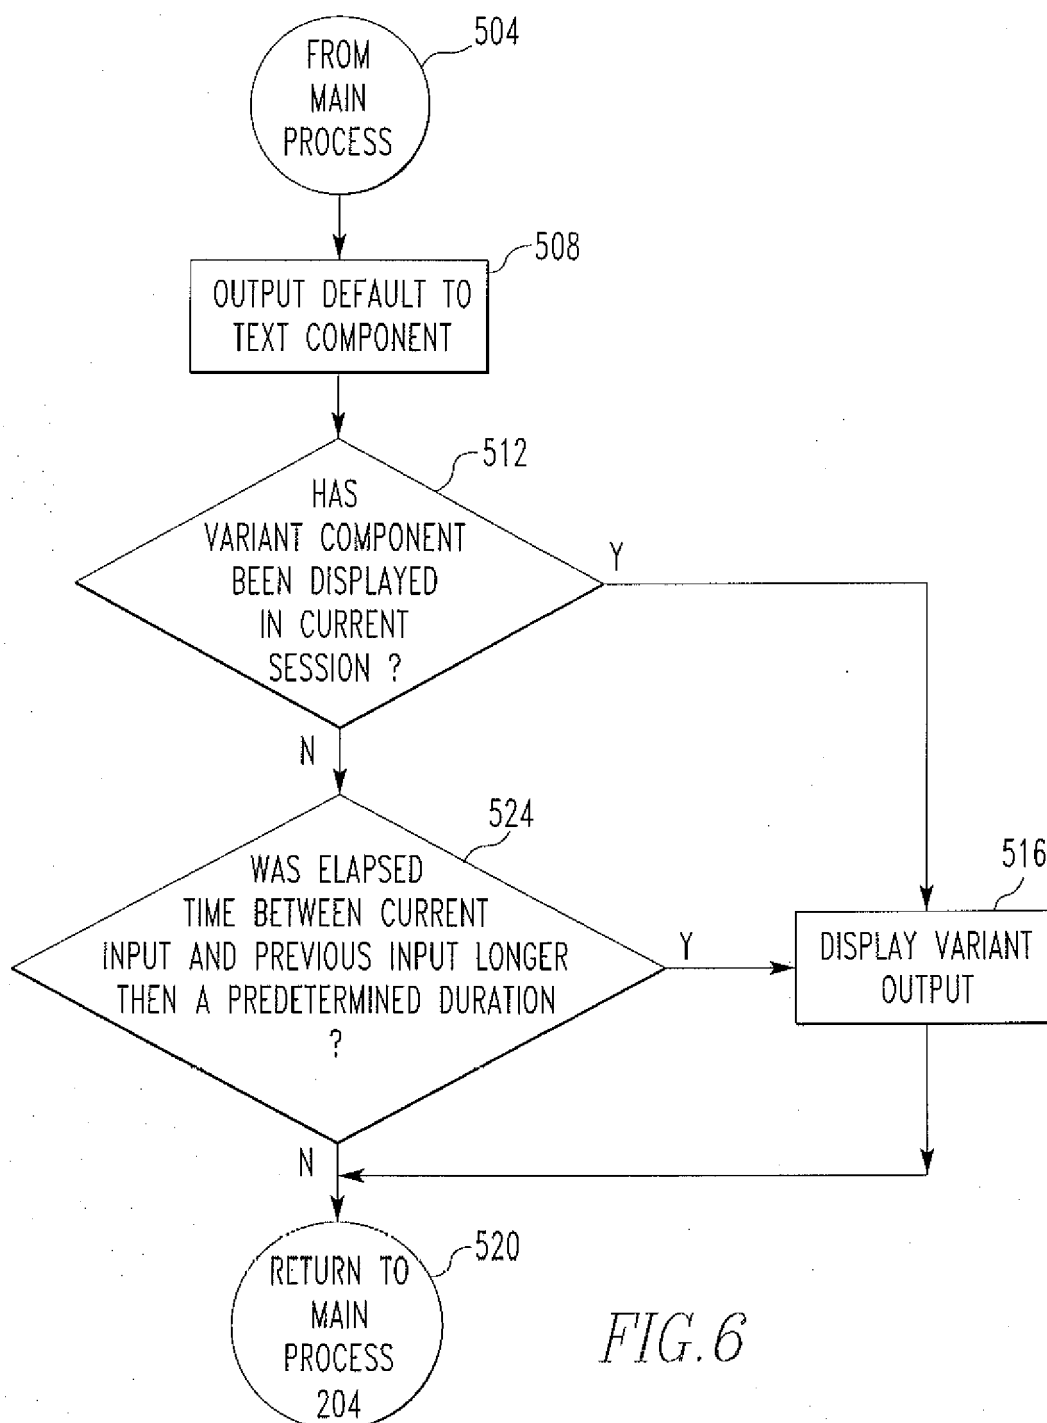 FROM
MAIN
PROCESS
504
OUTPUT DEFAULT TO
TEXT COMPONENT
508
HAS
VARIANT COMPONENT
BEEN DISPLAYED
IN CURRENT
SESSION ?
512
Y
N
WAS ELAPSED
TIME BETWEEN CURRENT
INPUT AND PREVIOUS INPUT LONGER
THEN A PREDETERMINED DURATION
?
524
Y
DISPLAY VARIANT
OUTPUT
516
N
RETURN TO
MAIN
PROCESS
204
520
FIG.6